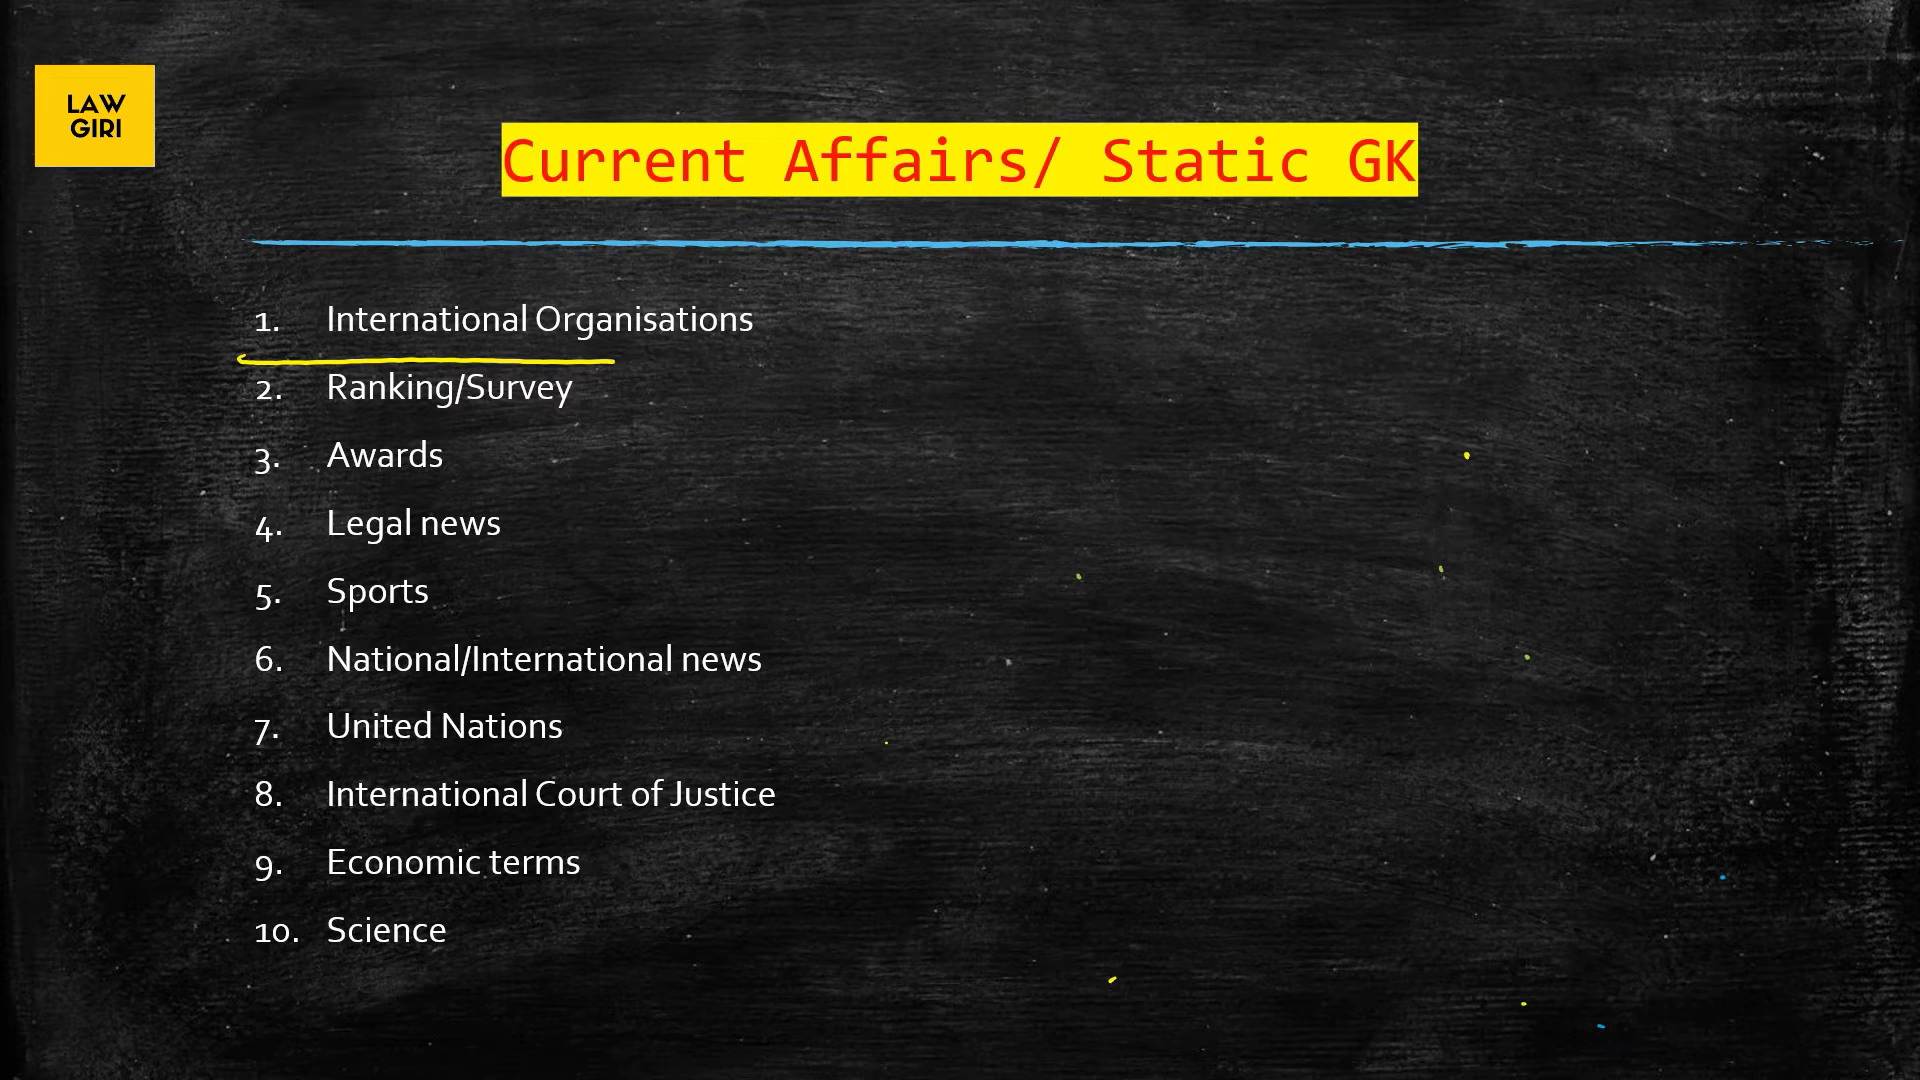 LAW
GIRI
Current Affairs/ Static GK
1. International Organisations
2. Ranking/Survey
3. Awards
4. Legal news
5. Sports
6. National/International news
7. United Nations
8. International Court of Justice
9. Economic terms
10. Science